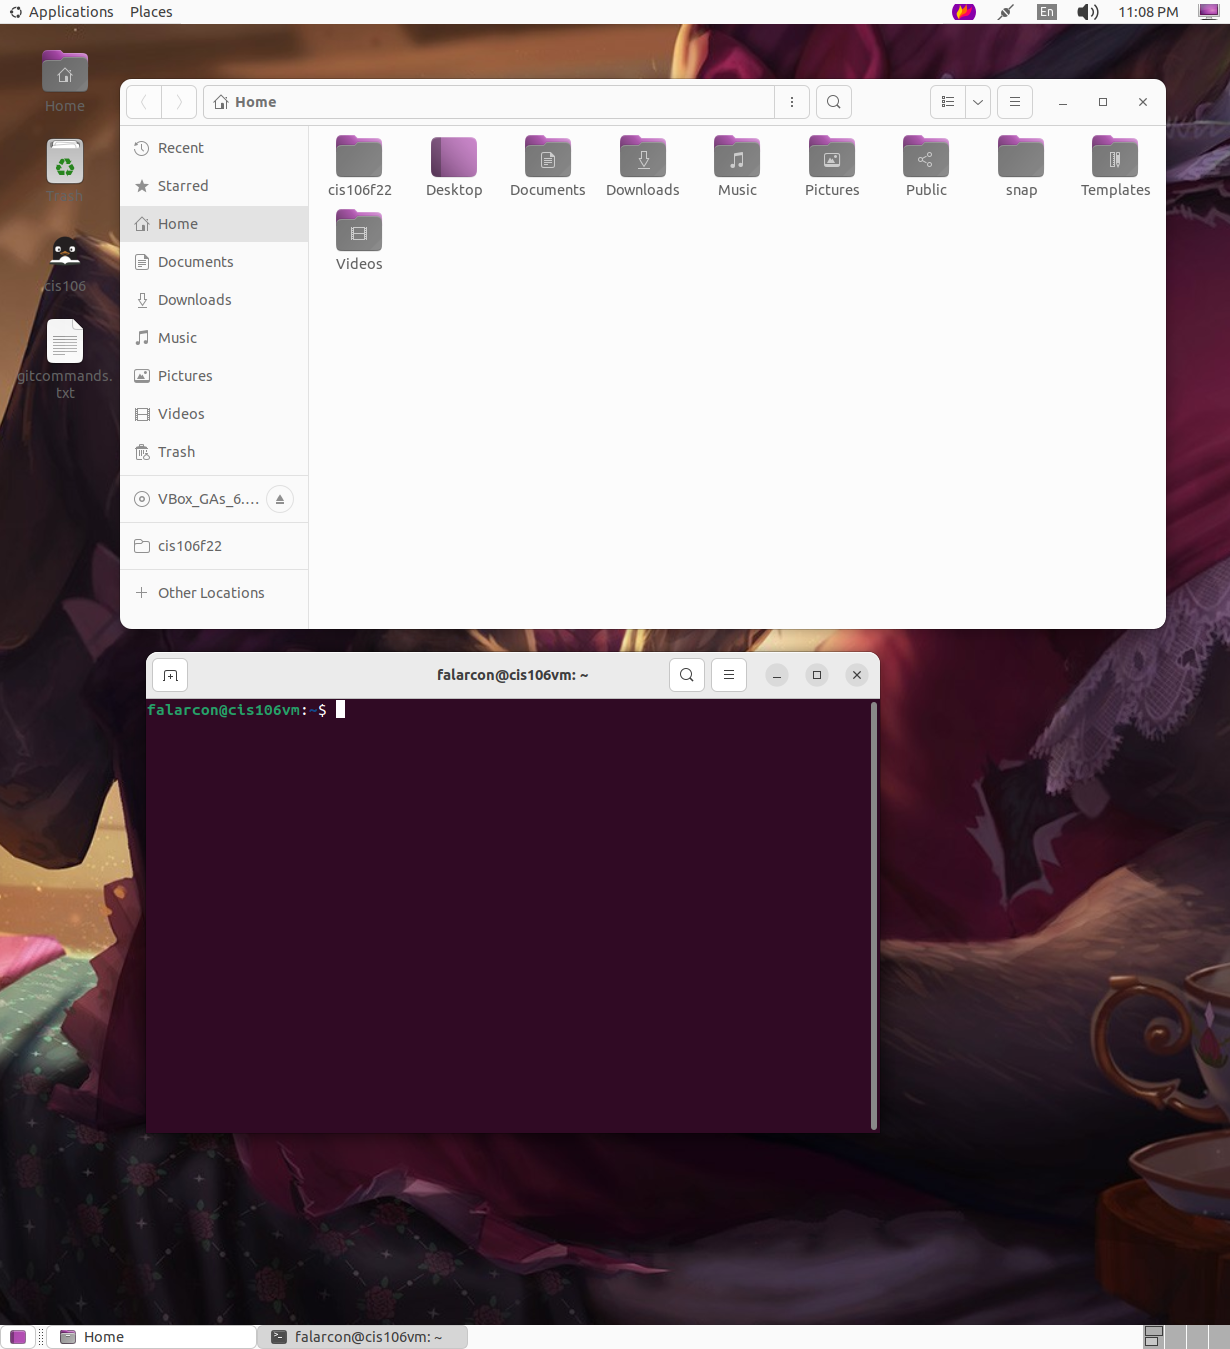 Applications Places En 11:08 PM
Home
Trash
cis106
gitcommands.
txt
Home
Recent
Starred
Home
Documents
Downloads
Music
Pictures
Videos
Trash
VBox_GAs_6....
cis106f22
Other Locations
cis106f22 Desktop Documents Downloads Music Pictures Public snap Templates
Videos
falarcon@cis106vm: ~
falarcon@cis106vm:~$
Home falarcon@cis106vm: ~